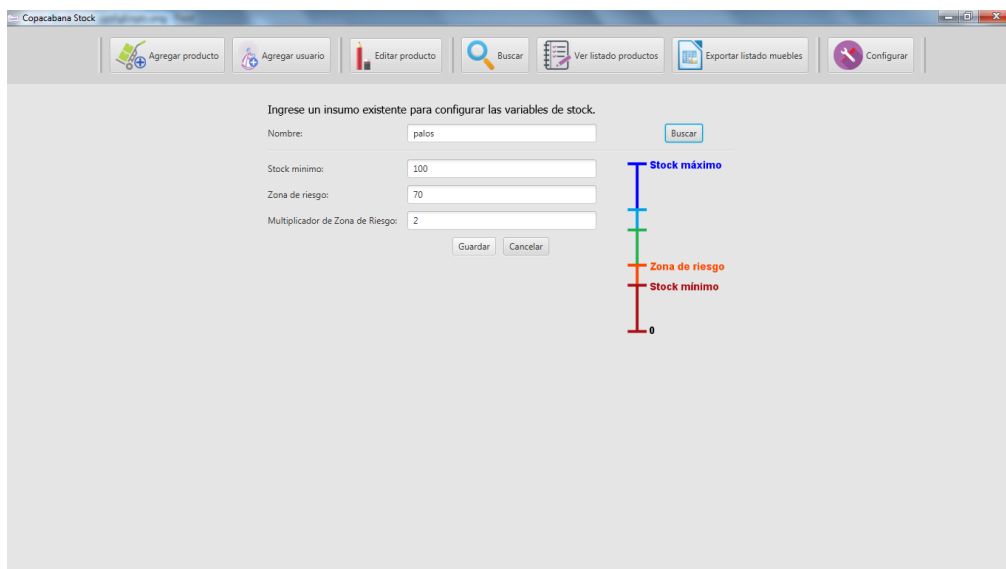 Copacabana Stock
Agregar producto
Agregar usuario
Editar producto
Buscar
Ver listado productos
Exportar listado muebles
Configurar
Ingrese un insumo existente para configurar las variables de stock.
Nombre: palos Buscar
Stock minimo: 100
Zona de riesgo: 70
Multiplicador de Zona de Riesgo: 2
Guardar Cancelar
Stock máximo
Zona de riesgo
Stock mínimo
0